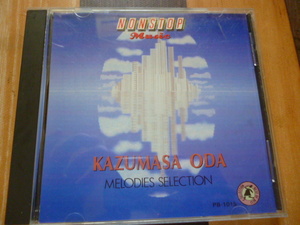 NONSTOP
Music
KAZUMASA ODA
MELODIES SELECTION